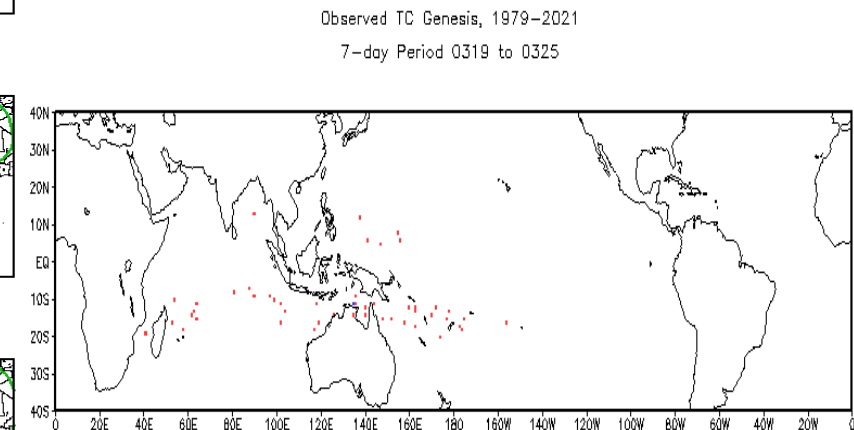 Observed TC Genesis, 1979-2021
7-day Period 0319 to 0325
40N
30N
20N
10N
EQ
10S
20S
30S
40S
0 20E 40E 60E 80E 100E 120E 140E 160E 180 160W 140W 120W 100W 80W 60W 40W 20W 0